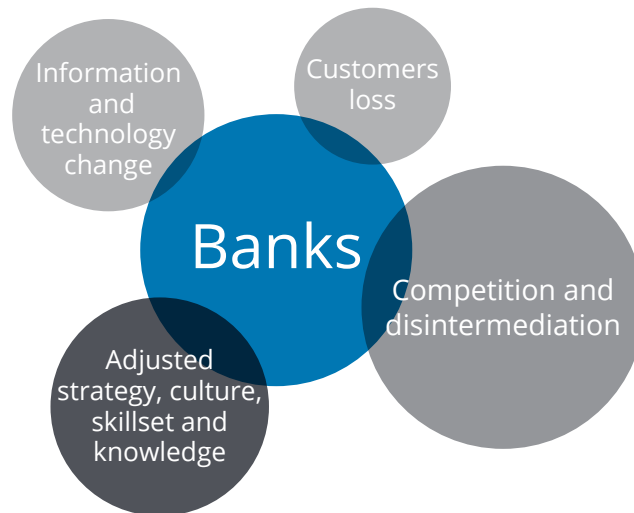 Information
and
technology
change
Customers
loss
Banks
Competition and
disintermediation
Adjusted
strategy, culture,
skillset and
knowledge